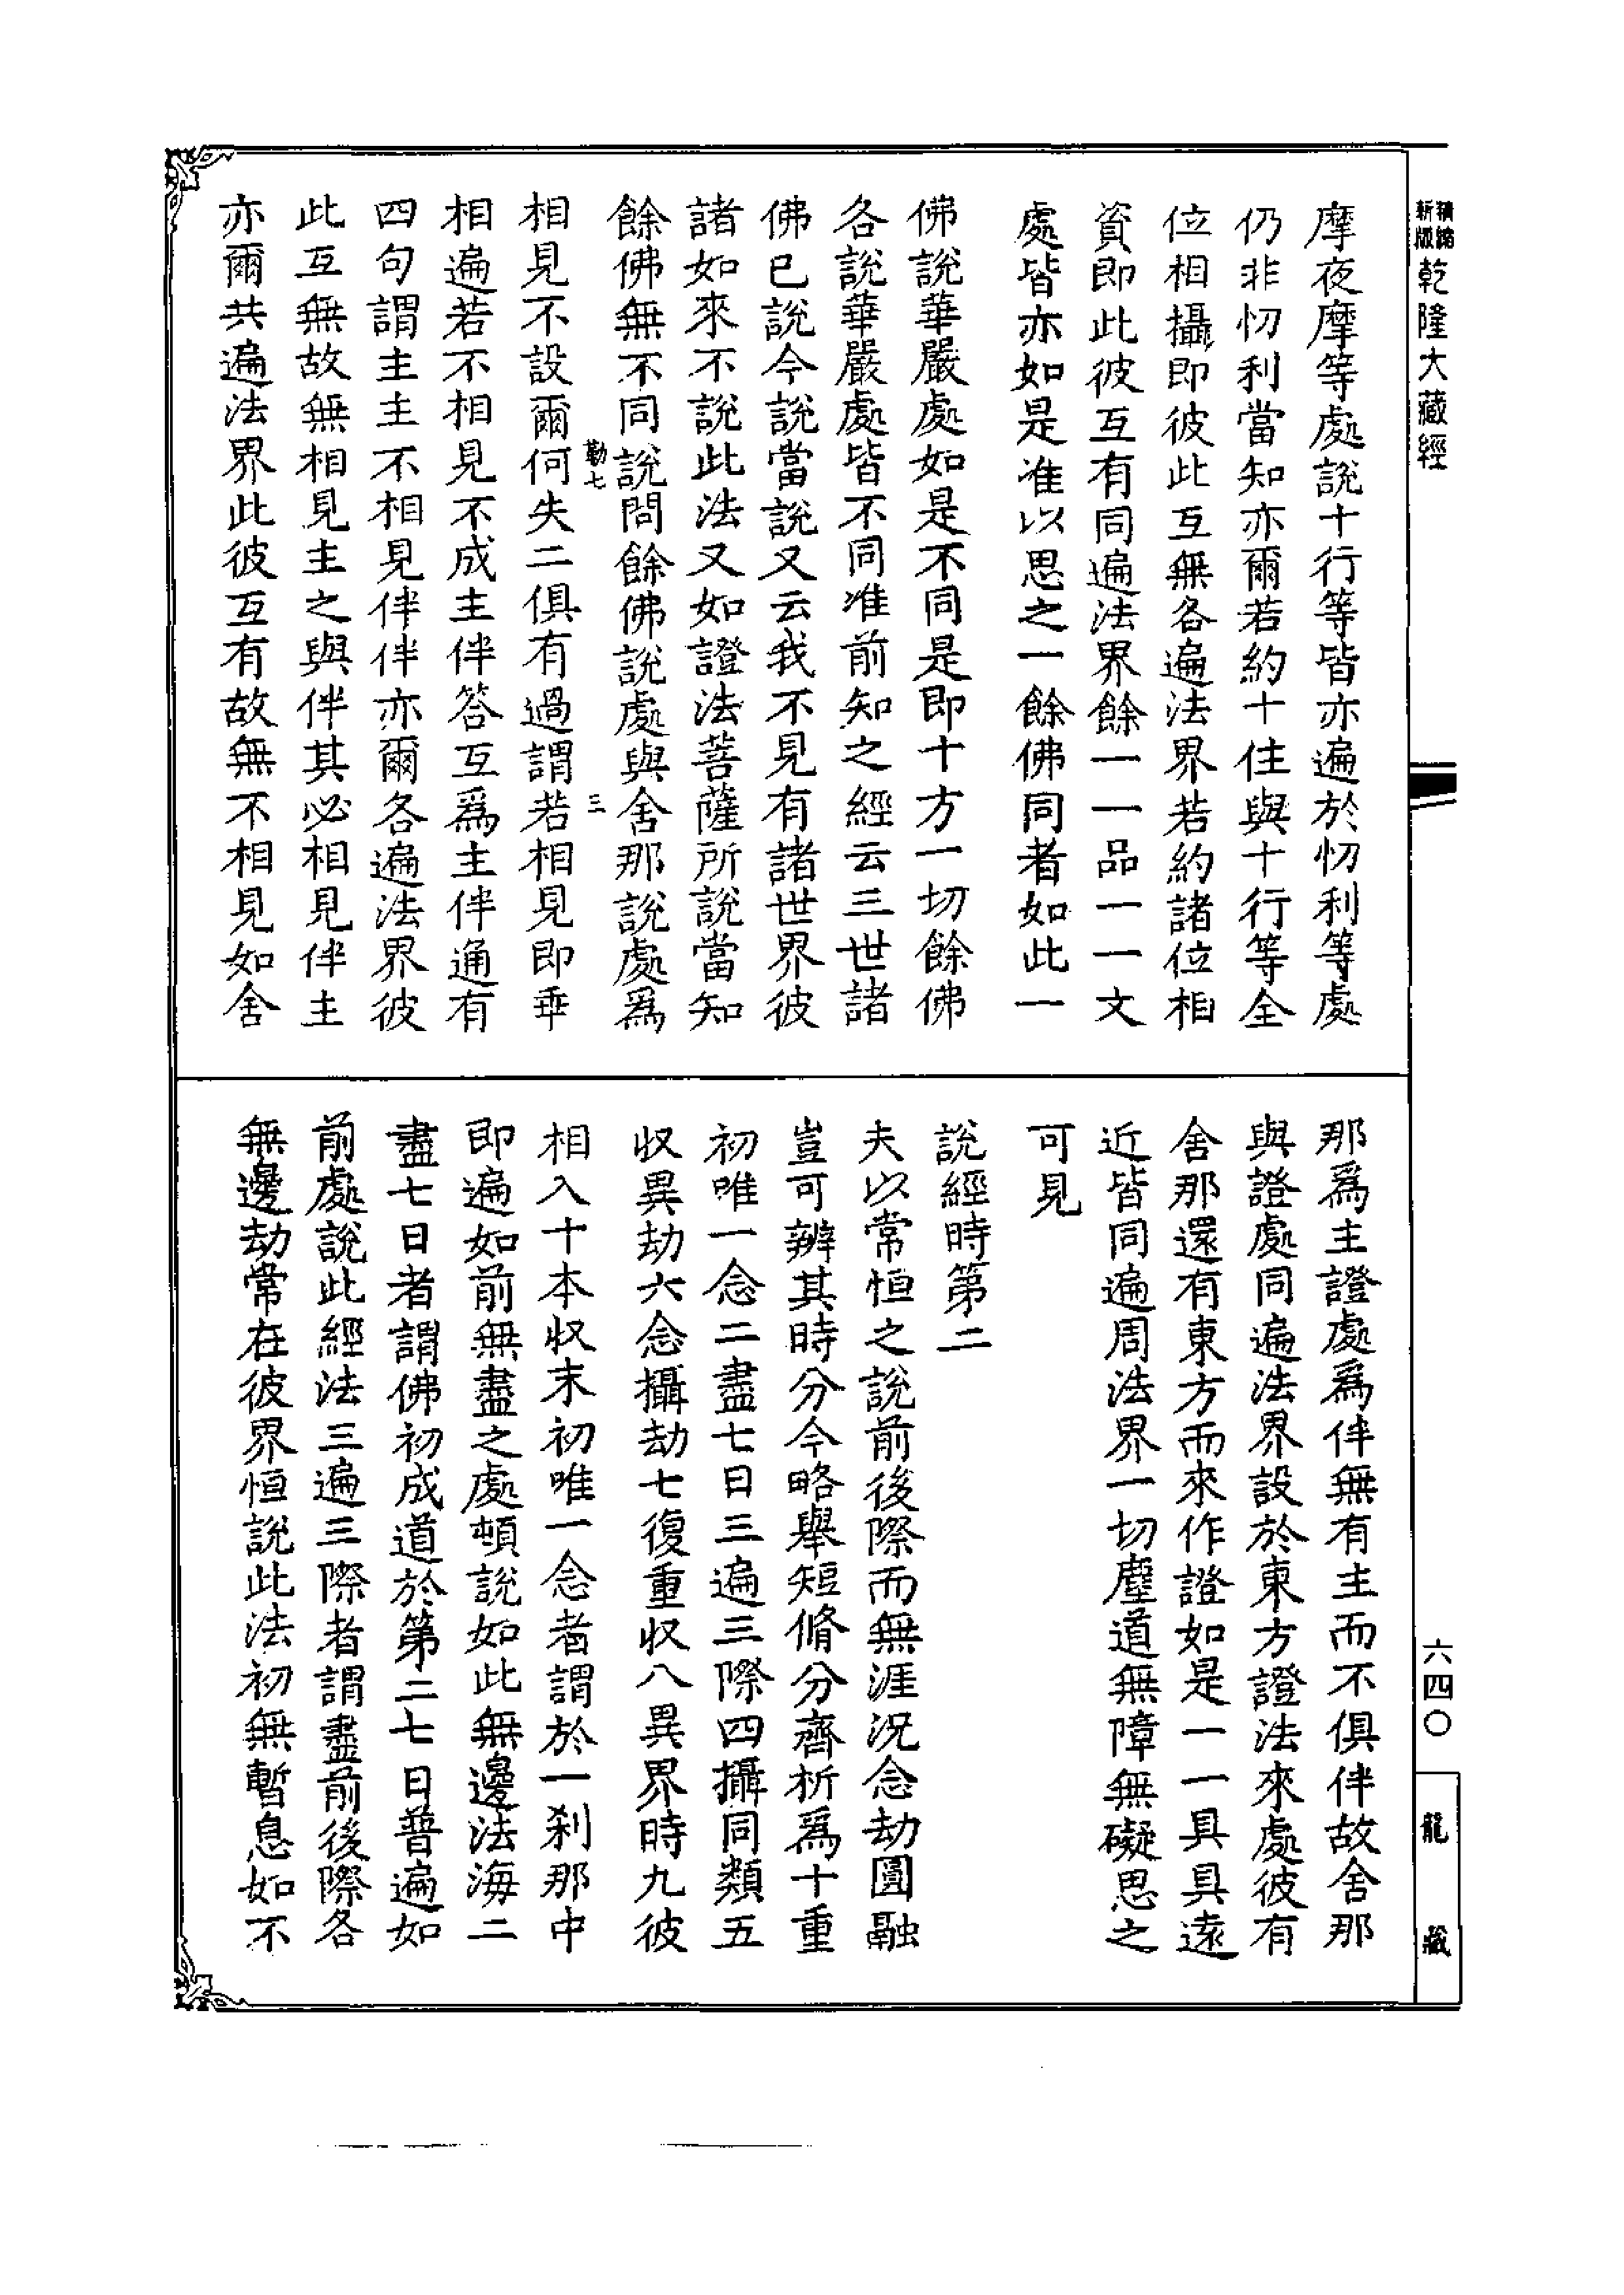 精縮
新版
乾隆大藏經
摩夜摩等處說十行等皆亦遍於忉利等處
仍非忉利當知亦爾若約十住與十行等全
位相攝即彼此互無各遍法界若約諸位相
資即此彼互有同遍法界餘一一品一一文
處皆亦如是准以思之一餘佛同者如此一
佛說華嚴處如是不同是即十方一切餘佛
各說華嚴處皆不同准前知之經云三世諸
佛已說今說當說又云我不見有諸世界彼
諸如來不說此法又如證法菩薩所說當知
餘佛無不同說問餘佛說處與舍那說處爲
勤七
三
相見不設爾何失二俱有過謂若相見即乖
相遍若不相見不成主伴答互爲主伴通有
四句謂主主不相見伴伴亦爾各遍法界彼
此互無故無相見主之與伴其必相見伴主
亦爾共遍法界此彼互有故無不相見如舍
那爲主證處爲伴無有主而不俱伴故舍那
與證處同遍法界設於東方證法來處彼有
舍那還有東方而來作證如是一一具具遠
近皆同遍周法界一切塵道無障無礙思之
可見
說經時第二
夫以常恒之說前後際而無涯況念劫圓融
豈可辨其時分今略舉短脩分齊析爲十重
初唯一念二盡七日三遍三際四攝同類五
収異劫六念攝劫七復重収八異界時九彼
相入十本収末初唯一念者謂於一剎那中
即遍如前無盡之處頓說如此無邊法海二
盡七日者謂佛初成道於第二七日普遍如
前處說此經法三遍三際者謂盡前後際各
無邊劫常在彼界恒說此法初無暫息如不
六四〇
龍藏